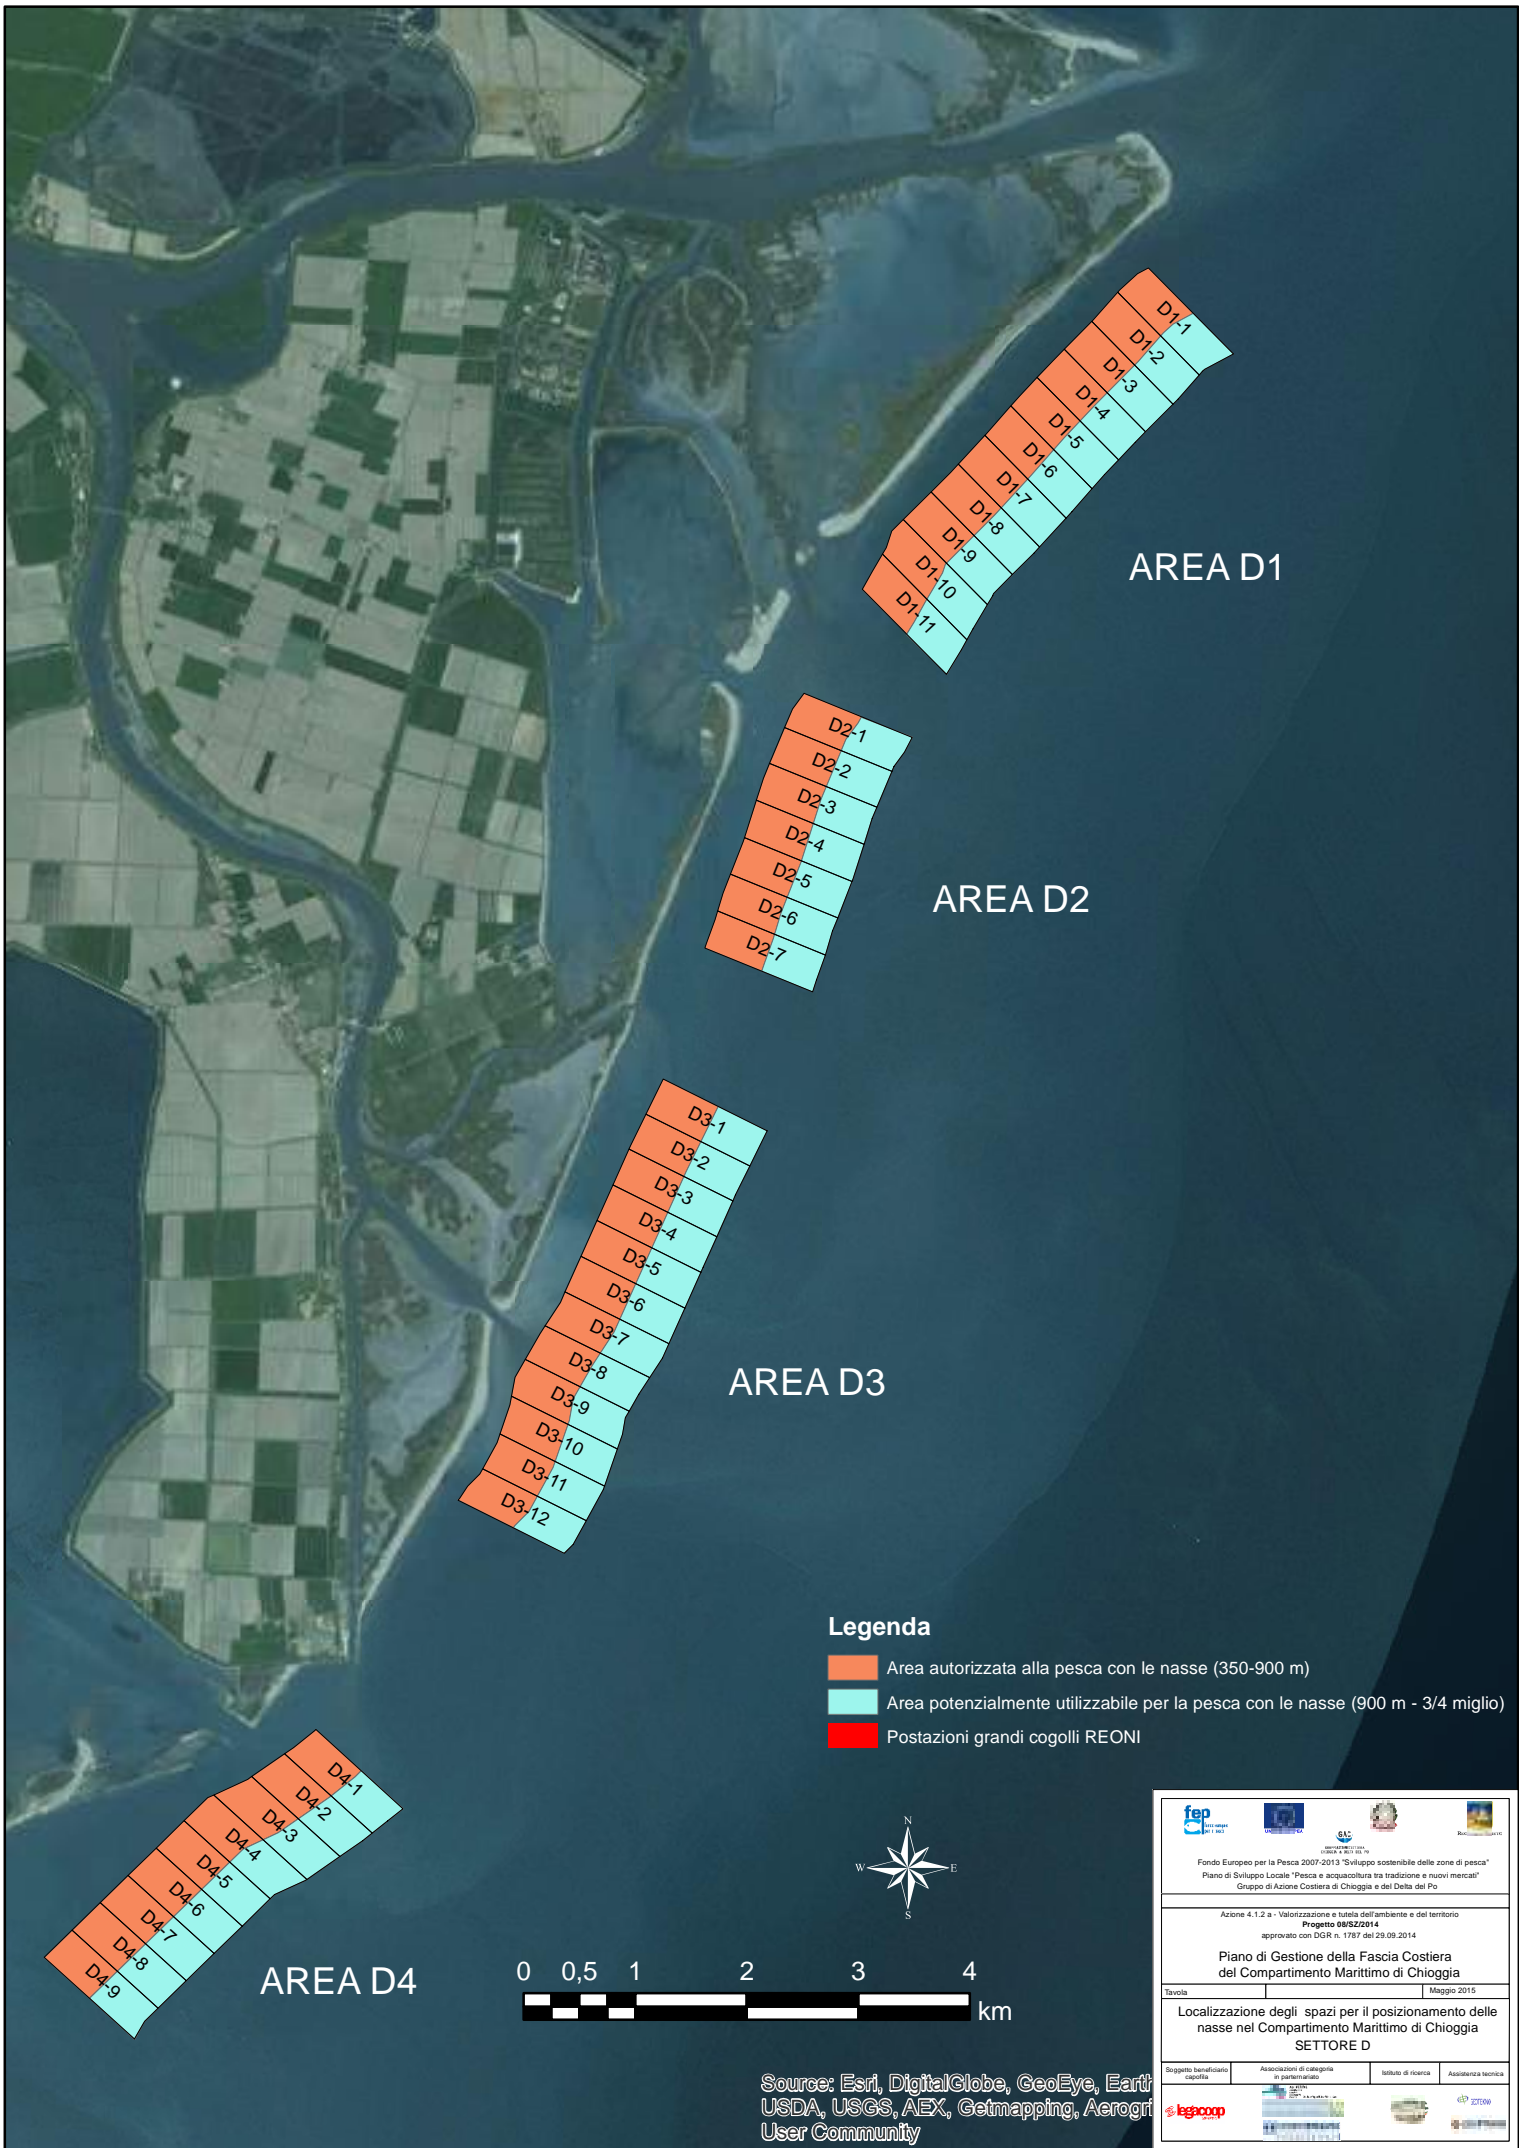 D1-1
D1-2
D1-3
D1-4
D1-5
D1-6
D1-7
D1-8
D1-9
D1-10
D1-11
AREA D1
D2-1
D2-2
D2-3
D2-4
D2-5
D2-6
D2-7
AREA D2
D3-1
D3-2
D3-3
D3-4
D3-5
D3-6
D3-7
D3-8
D3-9
D3-10
D3-11
D3-12
AREA D3
Legenda
Area autorizzata alla pesca con le nasse (350-900 m)
Area potenzialmente utilizzabile per la pesca con le nasse (900 m - 3/4 miglio)
Postazioni grandi cogolli REONI
D4-1
D4-2
D4-3
D4-4
D4-5
D4-6
D4-7
D4-8
D4-9
AREA D4
N
W E
S
0 0,5 1 2 3 4
km
Source: Esri, DigitalGlobe, GeoEye, Earth
USDA, USGS, AEX, Getmapping, Aerogri
User Community
fep
GAC
Fondo Europeo per la Pesca 2007-2013 "Sviluppo sostenibile delle zone di pesca"
Piano di Sviluppo Locale "Pesca e acquacoltura tra tradizione e nuovi mercati"
Gruppo di Azione Costiera di Chioggia e del Delta del Po
Azione 4.1.2 a - Valorizzazione e tutela dell'ambiente e del territorio
Progetto 08/SZ/2014
approvato con DGR n. 1787 del 29.09.2014
Piano di Gestione della Fascia Costiera
del Compartimento Marittimo di Chioggia
Tavola Maggio 2015
Localizzazione degli spazi per il posizionamento delle
nasse nel Compartimento Marittimo di Chioggia
SETTORE D
Soggetto beneficiario
capofila
Associazioni di categoria
in parternariato
Istituto di ricerca
Assistenza tecnica
legacoop